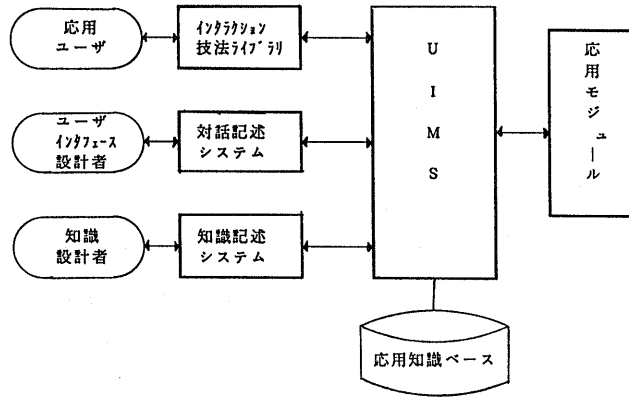 応用
ユーザ
ｲﾝﾀﾗｸｼｮﾝ
技法ﾗｲﾌﾞﾗﾘ
ユーザ
ｲﾝﾀﾌｪｰｽ
設計者
対話記述
システム
知識
設計者
知識記述
システム
UIMS
応用モジュール
応用知識ベース